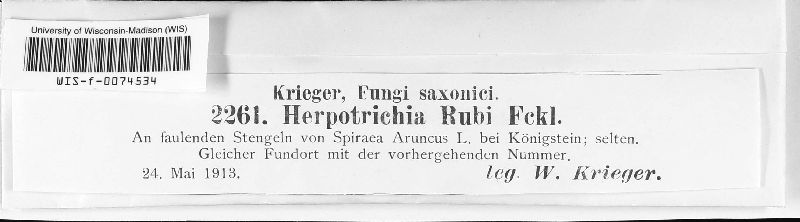 University of Wisconsin-Madison (WIS)
WIS-f-0074534
Krieger, Fungi saxonici.
2261. Herpotrichia Rubi Fckl.
An faulenden Stengeln von Spiraea Aruncus L. bei Königstein; selten.
Gleicher Fundort mit der vorhergehenden Nummer.
24. Mai 1913. leg. W. Krieger.